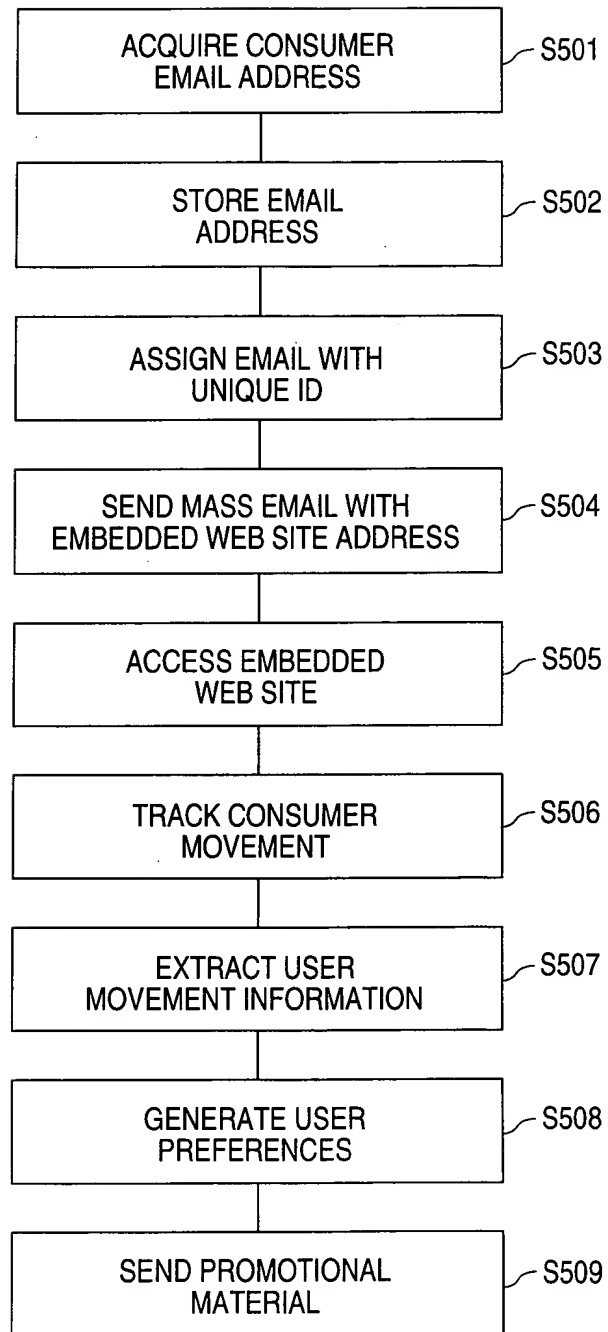 ACQUIRE CONSUMER
EMAIL ADDRESS
S501
STORE EMAIL
ADDRESS
S502
ASSIGN EMAIL WITH
UNIQUE ID
S503
SEND MASS EMAIL WITH
EMBEDDED WEB SITE ADDRESS
S504
ACCESS EMBEDDED
WEB SITE
S505
TRACK CONSUMER
MOVEMENT
S506
EXTRACT USER
MOVEMENT INFORMATION
S507
GENERATE USER
PREFERENCES
S508
SEND PROMOTIONAL
MATERIAL
S509